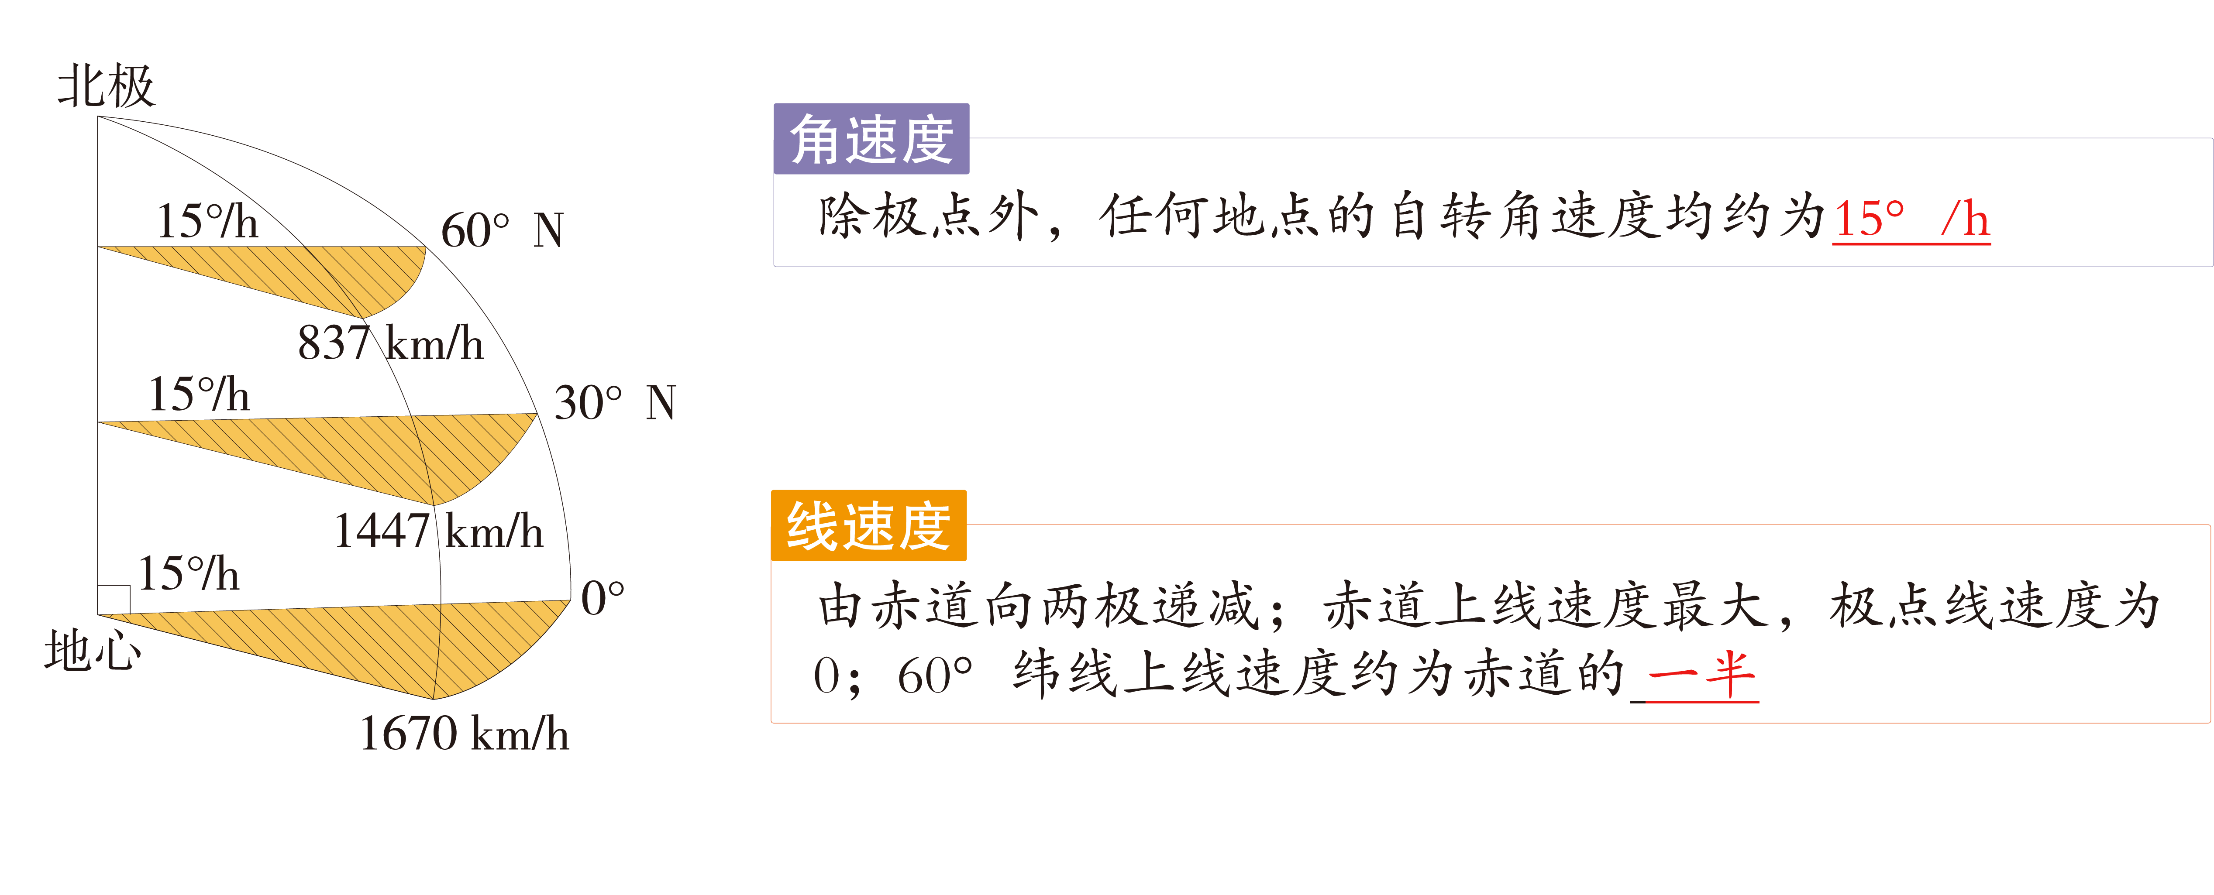 北极
15°/h
60° N
837 km/h
15°/h
30° N
1447 km/h
15°/h
0°
地心
1670 km/h
角速度
除极点外，任何地点的自转角速度均约为15° /h
线速度
由赤道向两极递减；赤道上线速度最大，极点线速度为
0；60° 纬线上线速度约为赤道的 一半